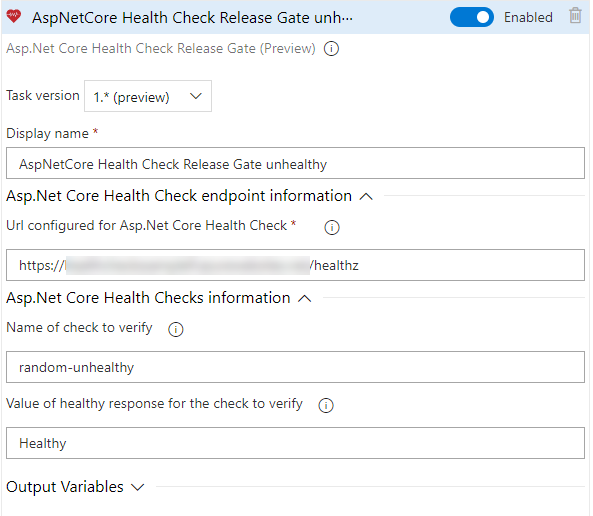 AspNetCore Health Check Release Gate unh···
Enabled
Asp.Net Core Health Check Release Gate (Preview)
Task version
1.* (preview)
Display name *
AspNetCore Health Check Release Gate unhealthy
Asp.Net Core Health Check endpoint information
Url configured for Asp.Net Core Health Check *
https:// /healthz
Asp.Net Core Health Checks information
Name of check to verify
random-unhealthy
Value of healthy response for the check to verify
Healthy
Output Variables